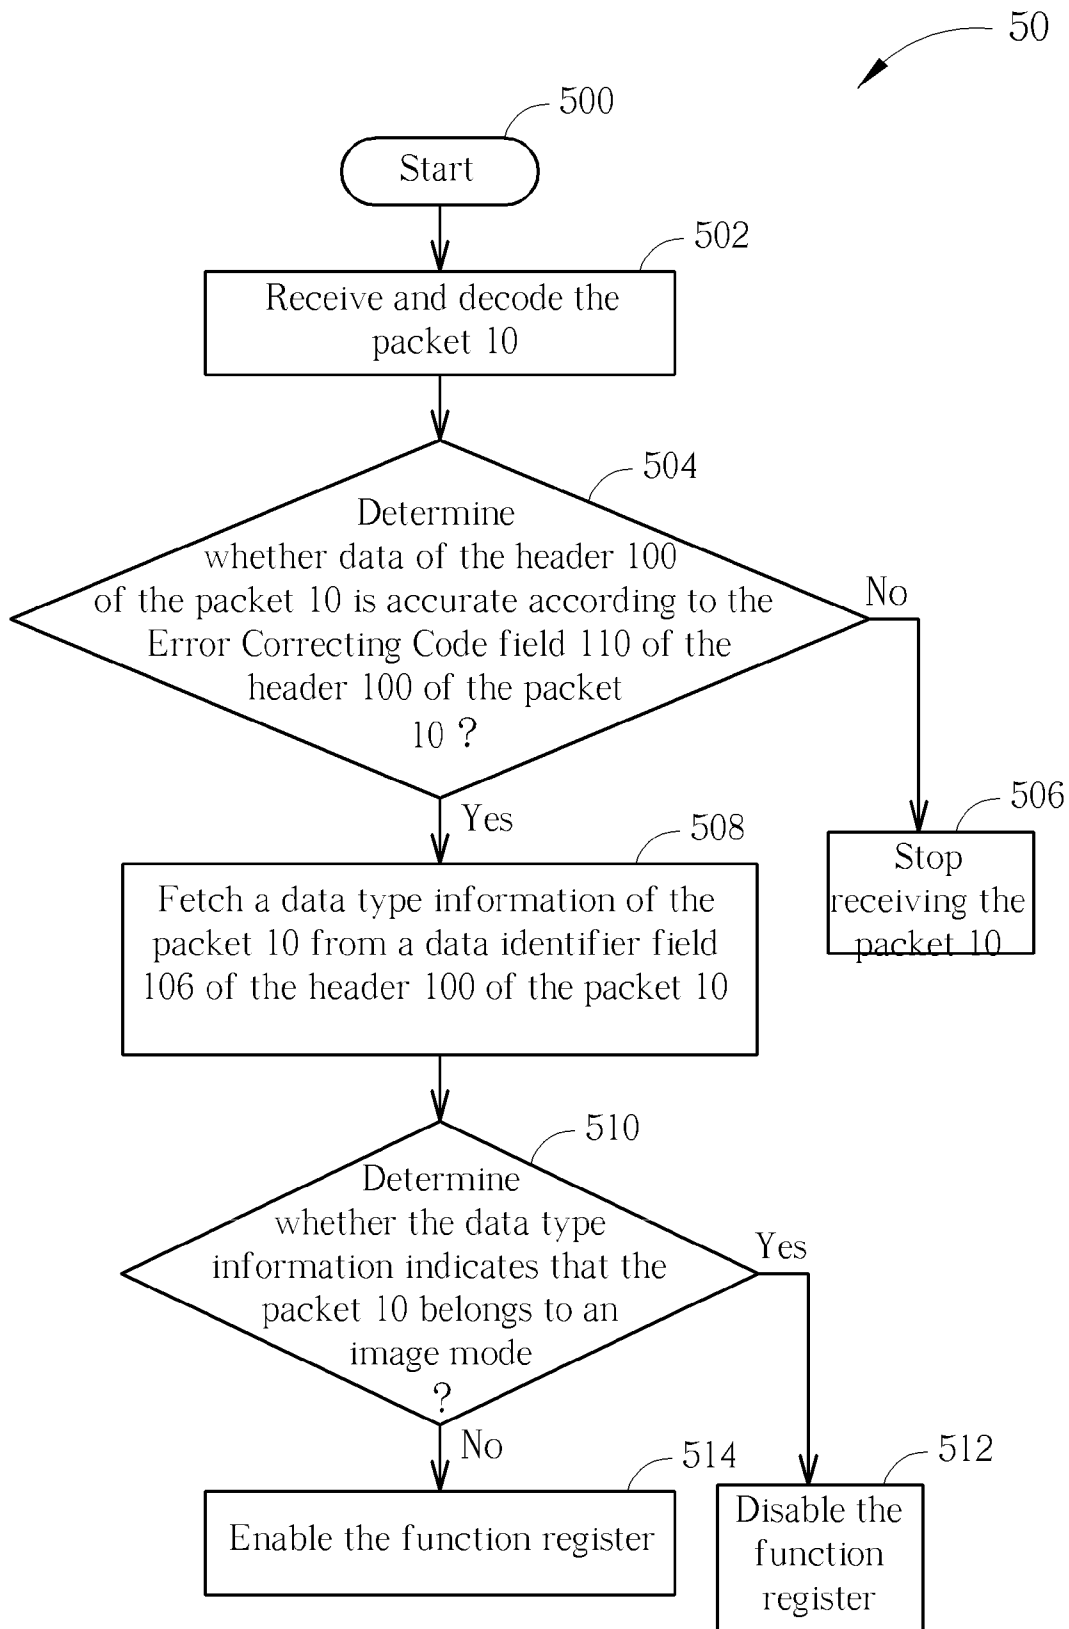 50
500
Start
502
Receive and decode the
packet 10
504
Determine
whether data of the header 100
of the packet 10 is accurate according to the
Error Correcting Code field 110 of the
header 100 of the packet
10 ?
No
Yes
506
Stop
receiving the
packet 10
508
Fetch a data type information of the
packet 10 from a data identifier field
106 of the header 100 of the packet 10
510
Determine
whether the data type
information indicates that the
packet 10 belongs to an
image mode
?
Yes
No
514
Enable the function register
512
Disable the
function
register